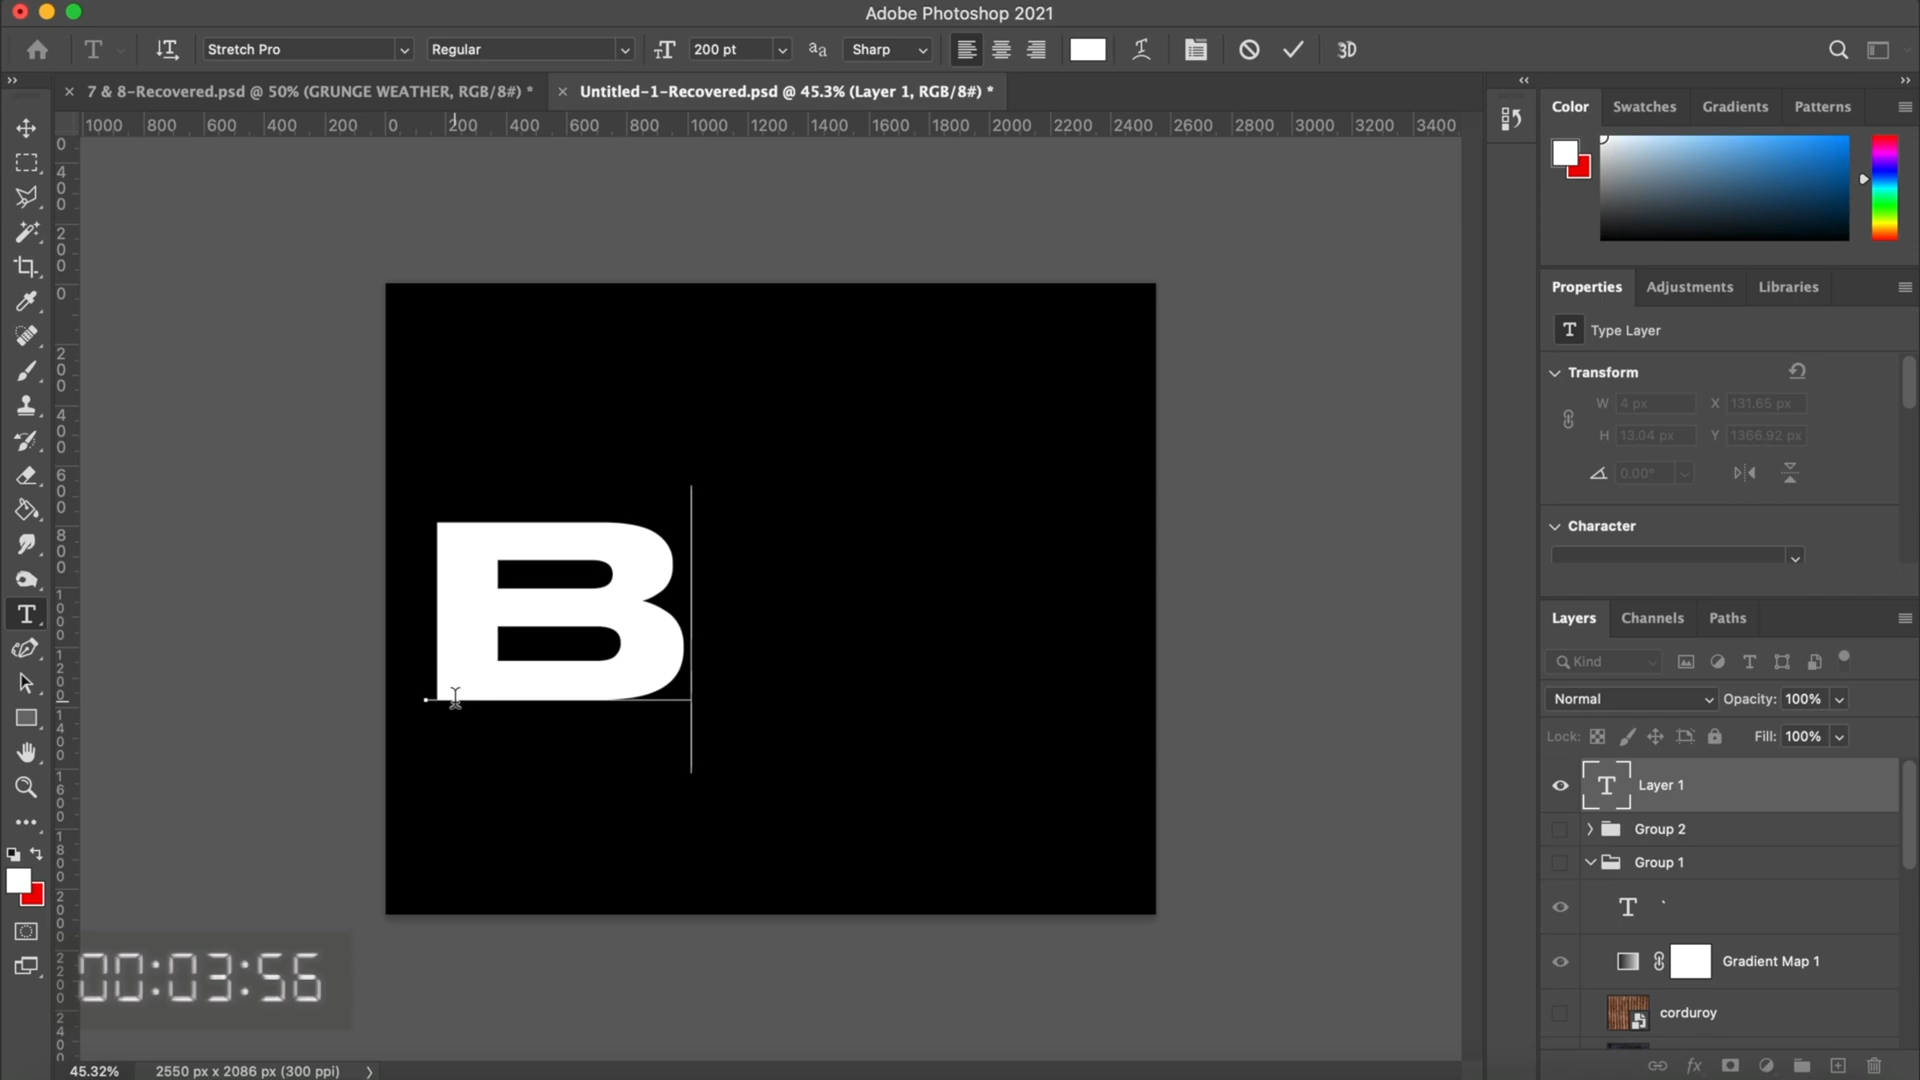 Adobe Photoshop 2021
Stretch Pro Regular 200 pt Sharp 3D
7 & 8-Recovered.psd @ 50% (GRUNGE WEATHER, RGB/8#) *
Untitled-1-Recovered.psd @ 45.3% (Layer 1, RGB/8#) *
1000 800 600 400 200 0 200 400 600 800 1000 1200 1400 1600 1800 2000 2200 2400 2600 2800 3000 3200 3400
Color Swatches Gradients Patterns
Properties Adjustments Libraries
Type Layer
Transform
W 4 px X 131.65 px
H 13.04 px Y 1366.92 px
0.00°
Character
B
Layers Channels Paths
Kind
Normal Opacity: 100%
Lock: Fill: 100%
Layer 1
Group 2
Group 1
Gradient Map 1
corduroy
00:03:56
45.32% 2550 px x 2086 px (300 ppi)